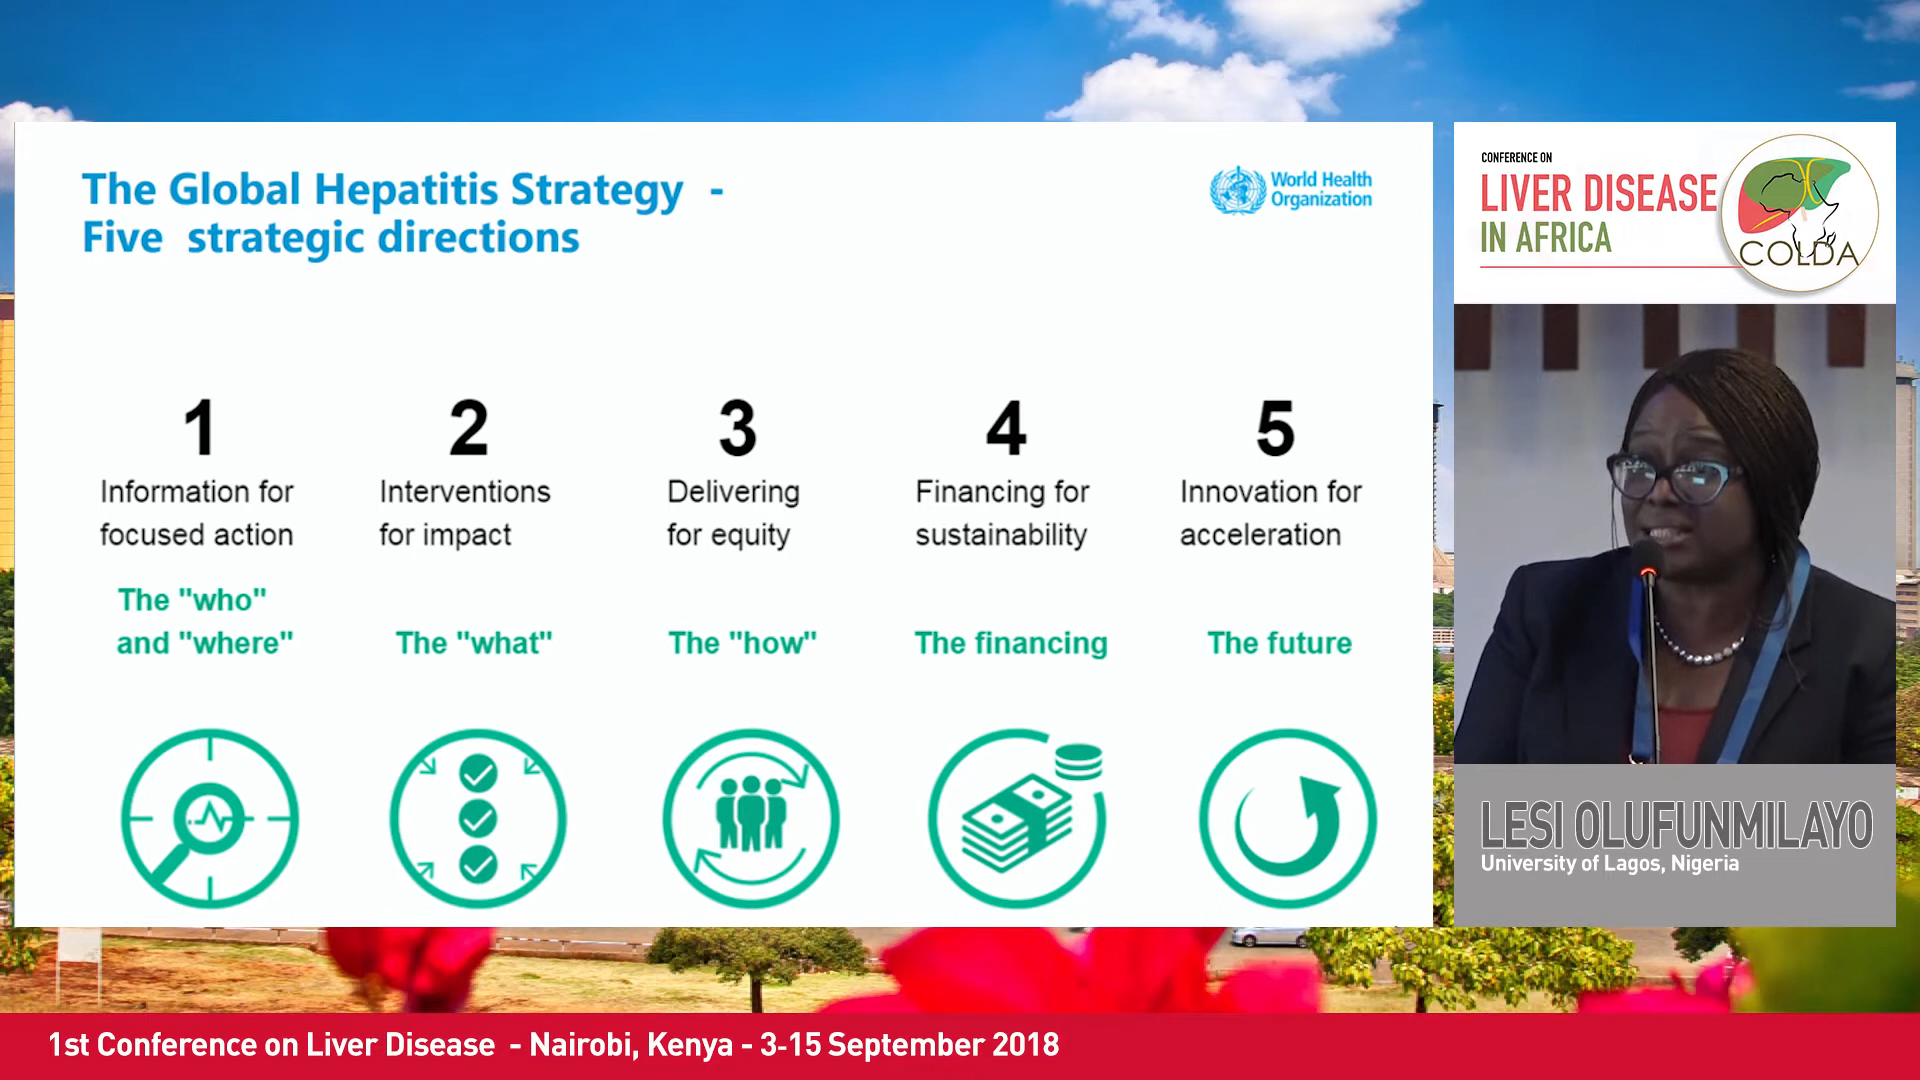 The Global Hepatitis Strategy -
Five strategic directions
World Health
Organization
1
Information for
focused action
The "who"
and "where"
2
Interventions
for impact
The "what"
3
Delivering
for equity
The "how"
4
Financing for
sustainability
The financing
5
Innovation for
acceleration
The future
CONFERENCE ON
LIVER DISEASE
IN AFRICA
COLDA
LESI OLUFUNMILAYO
University of Lagos, Nigeria
1st Conference on Liver Disease - Nairobi, Kenya - 3-15 September 2018